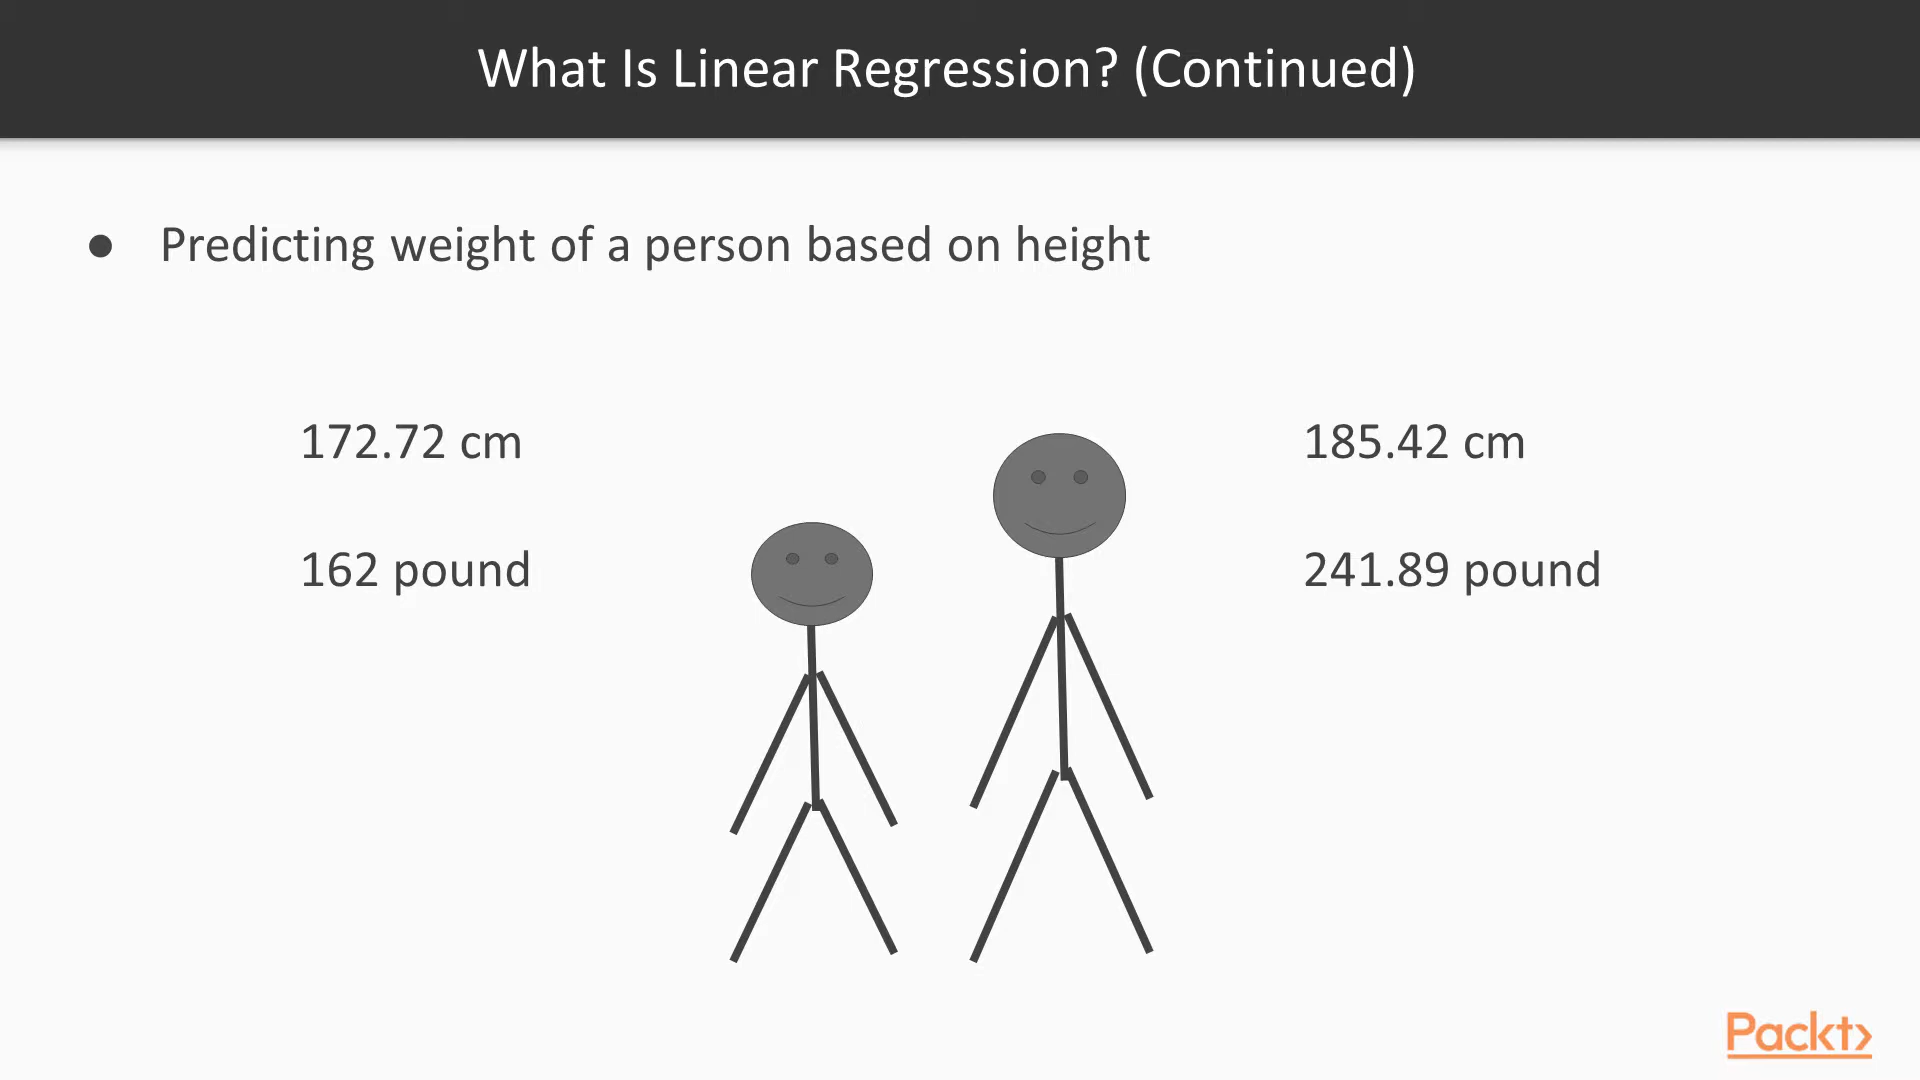 What Is Linear Regression? (Continued)
● Predicting weight of a person based on height
172.72 cm
162 pound
185.42 cm
241.89 pound
Packt>